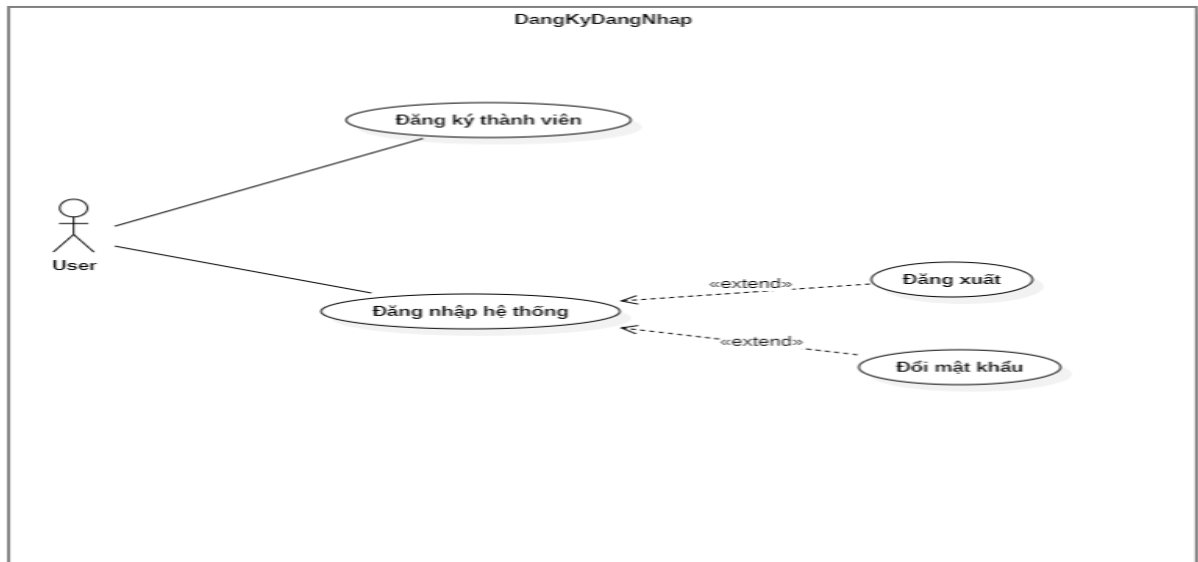 DangKyDangNhap
Đăng ký thành viên
User
Đăng nhập hệ thống
«extend»
Đăng xuất
«extend»
Đổi mật khẩu